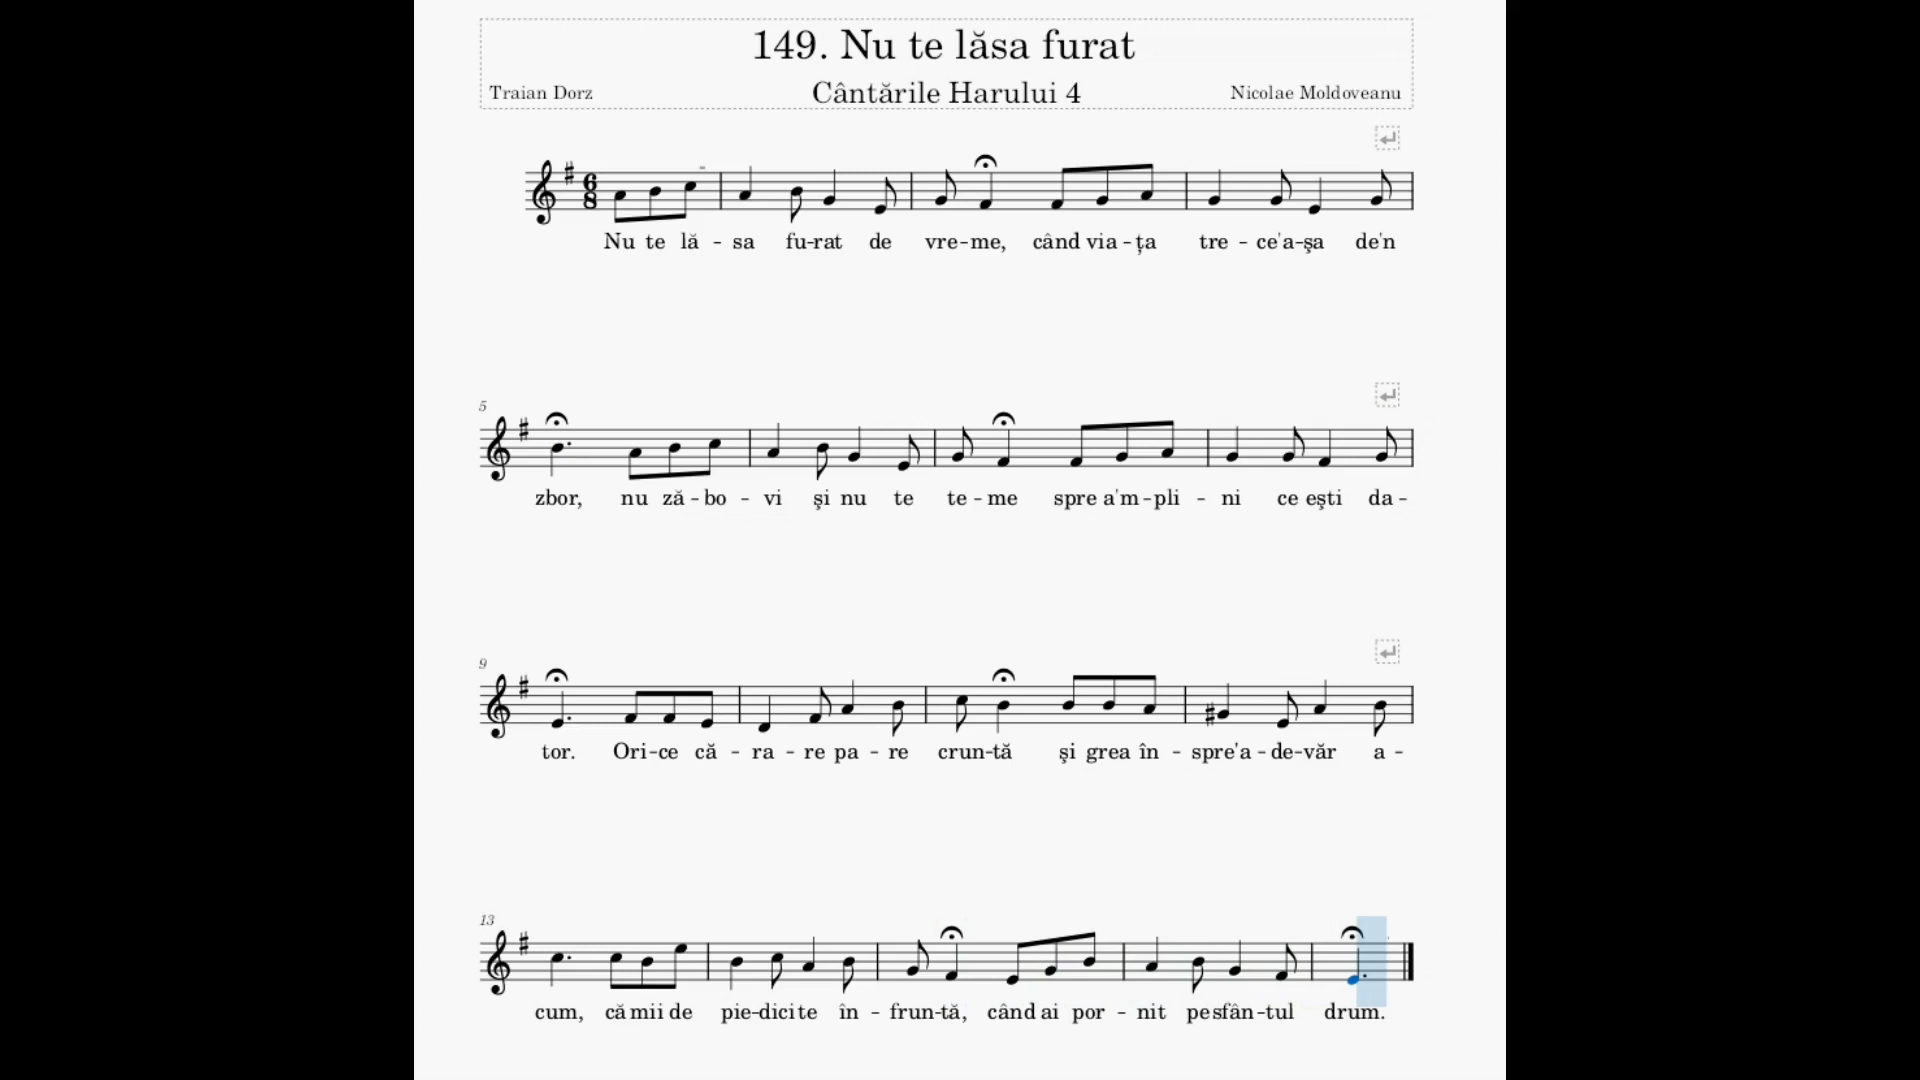 149. Nu te lăsa furat
Cântările Harului 4
Traian Dorz
Nicolae Moldoveanu
6
8
Nu te lă - sa fu-rat de vre-me, când via-ța tre - ce'a-şa de'n
5
zbor, nu ză-bo - vi şi nu te te-me spre a'm-pli - ni ce eşti da-
9
tor. Ori-ce că - ra - re pa - re crun-tă şi grea în - spre'a-de-văr a-
13
cum, că mii de pie-dici te în - frun-tă, când ai por - nit pe sfân-tul drum.